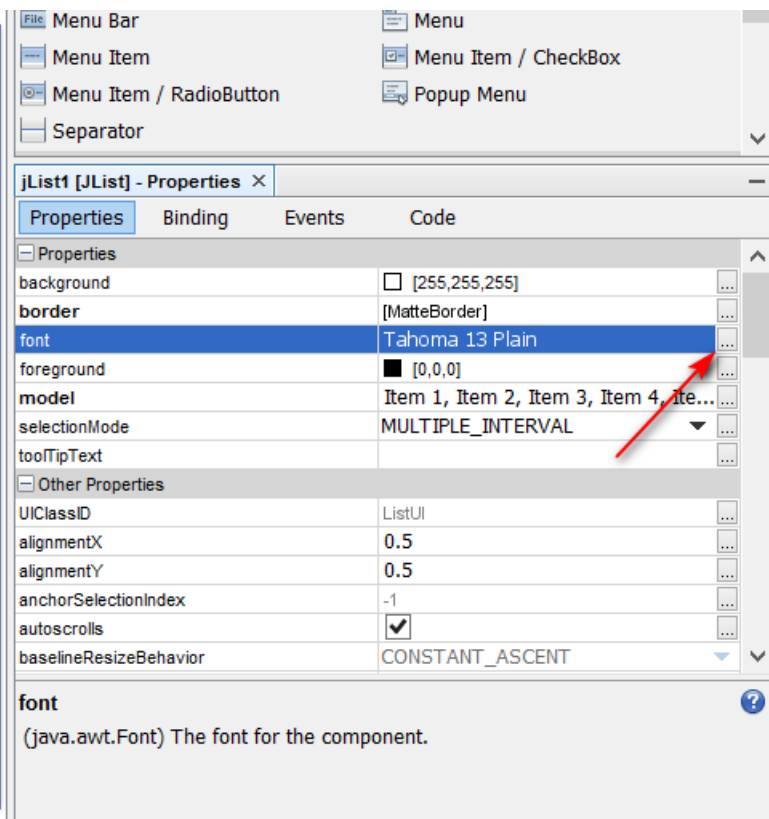 File Menu Bar
Menu
Menu Item
Menu Item / CheckBox
Menu Item / RadioButton
Popup Menu
Separator
jList1 [JList] - Properties ×
Properties Binding Events Code
Properties
background [255,255,255] ...
border [MatteBorder] ...
font Tahoma 13 Plain ...
foreground [0,0,0] ...
model Item 1, Item 2, Item 3, Item 4, Ite... ...
selectionMode MULTIPLE_INTERVAL ...
toolTipText ...
Other Properties
UIClassID ListUI ...
alignmentX 0.5 ...
alignmentY 0.5 ...
anchorSelectionIndex -1 ...
autoscrolls ...
baselineResizeBehavior CONSTANT_ASCENT
font
?
(java.awt.Font) The font for the component.